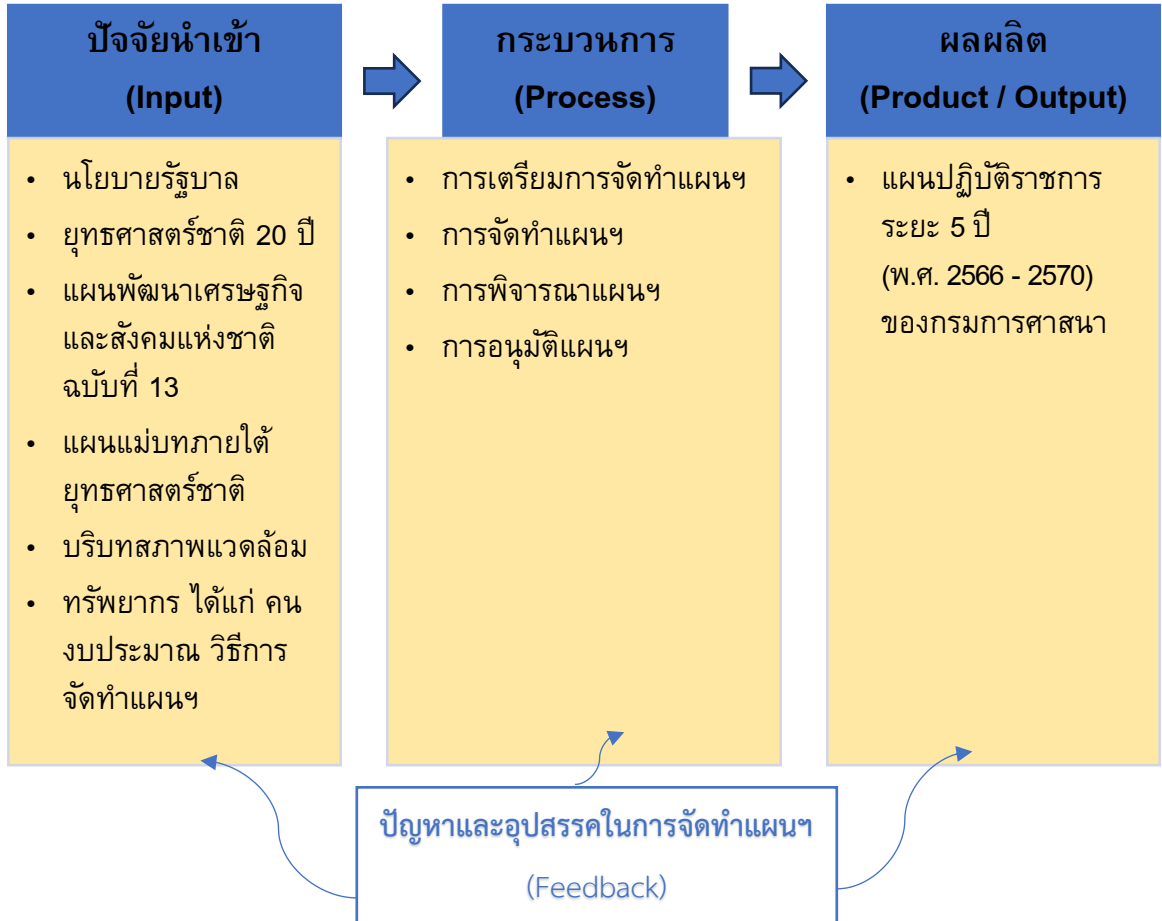 ปัจจัยนำเข้า
(Input)
• นโยบายรัฐบาล
• ยุทธศาสตร์ชาติ 20 ปี
• แผนพัฒนาเศรษฐกิจ
และสังคมแห่งชาติ
ฉบับที่ 13
• แผนแม่บทภายใต้
ยุทธศาสตร์ชาติ
• บริบทสภาพแวดล้อม
• ทรัพยากร ได้แก่ คน
งบประมาณ วิธีการ
จัดทำแผนฯ
กระบวนการ
(Process)
• การเตรียมการจัดทำแผนฯ
• การจัดทำแผนฯ
• การพิจารณาแผนฯ
• การอนุมัติแผนฯ
ผลผลิต
(Product / Output)
• แผนปฏิบัติราชการ
ระยะ 5 ปี
(พ.ศ. 2566 - 2570)
ของกรมการศาสนา
ปัญหาและอุปสรรคในการจัดทำแผนฯ
(Feedback)